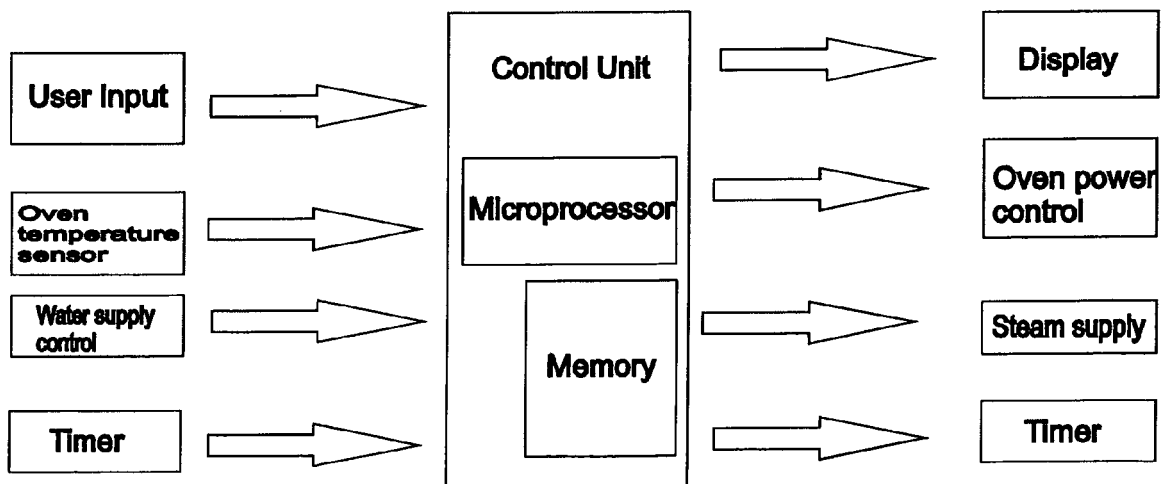 User Input
Oven
temperature
sensor
Water supply
control
Timer
Control Unit
Microprocessor
Memory
Display
Oven power
control
Steam supply
Timer